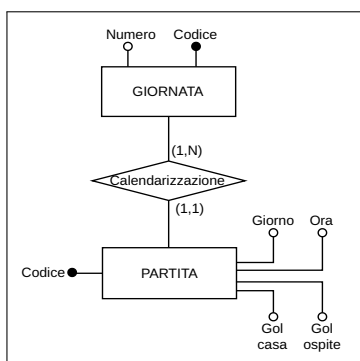 Numero Codice
GIORNATA
(1,N)
Calendarizzazione
(1,1)
Giorno Ora
Codice PARTITA
Gol Gol
casa ospite